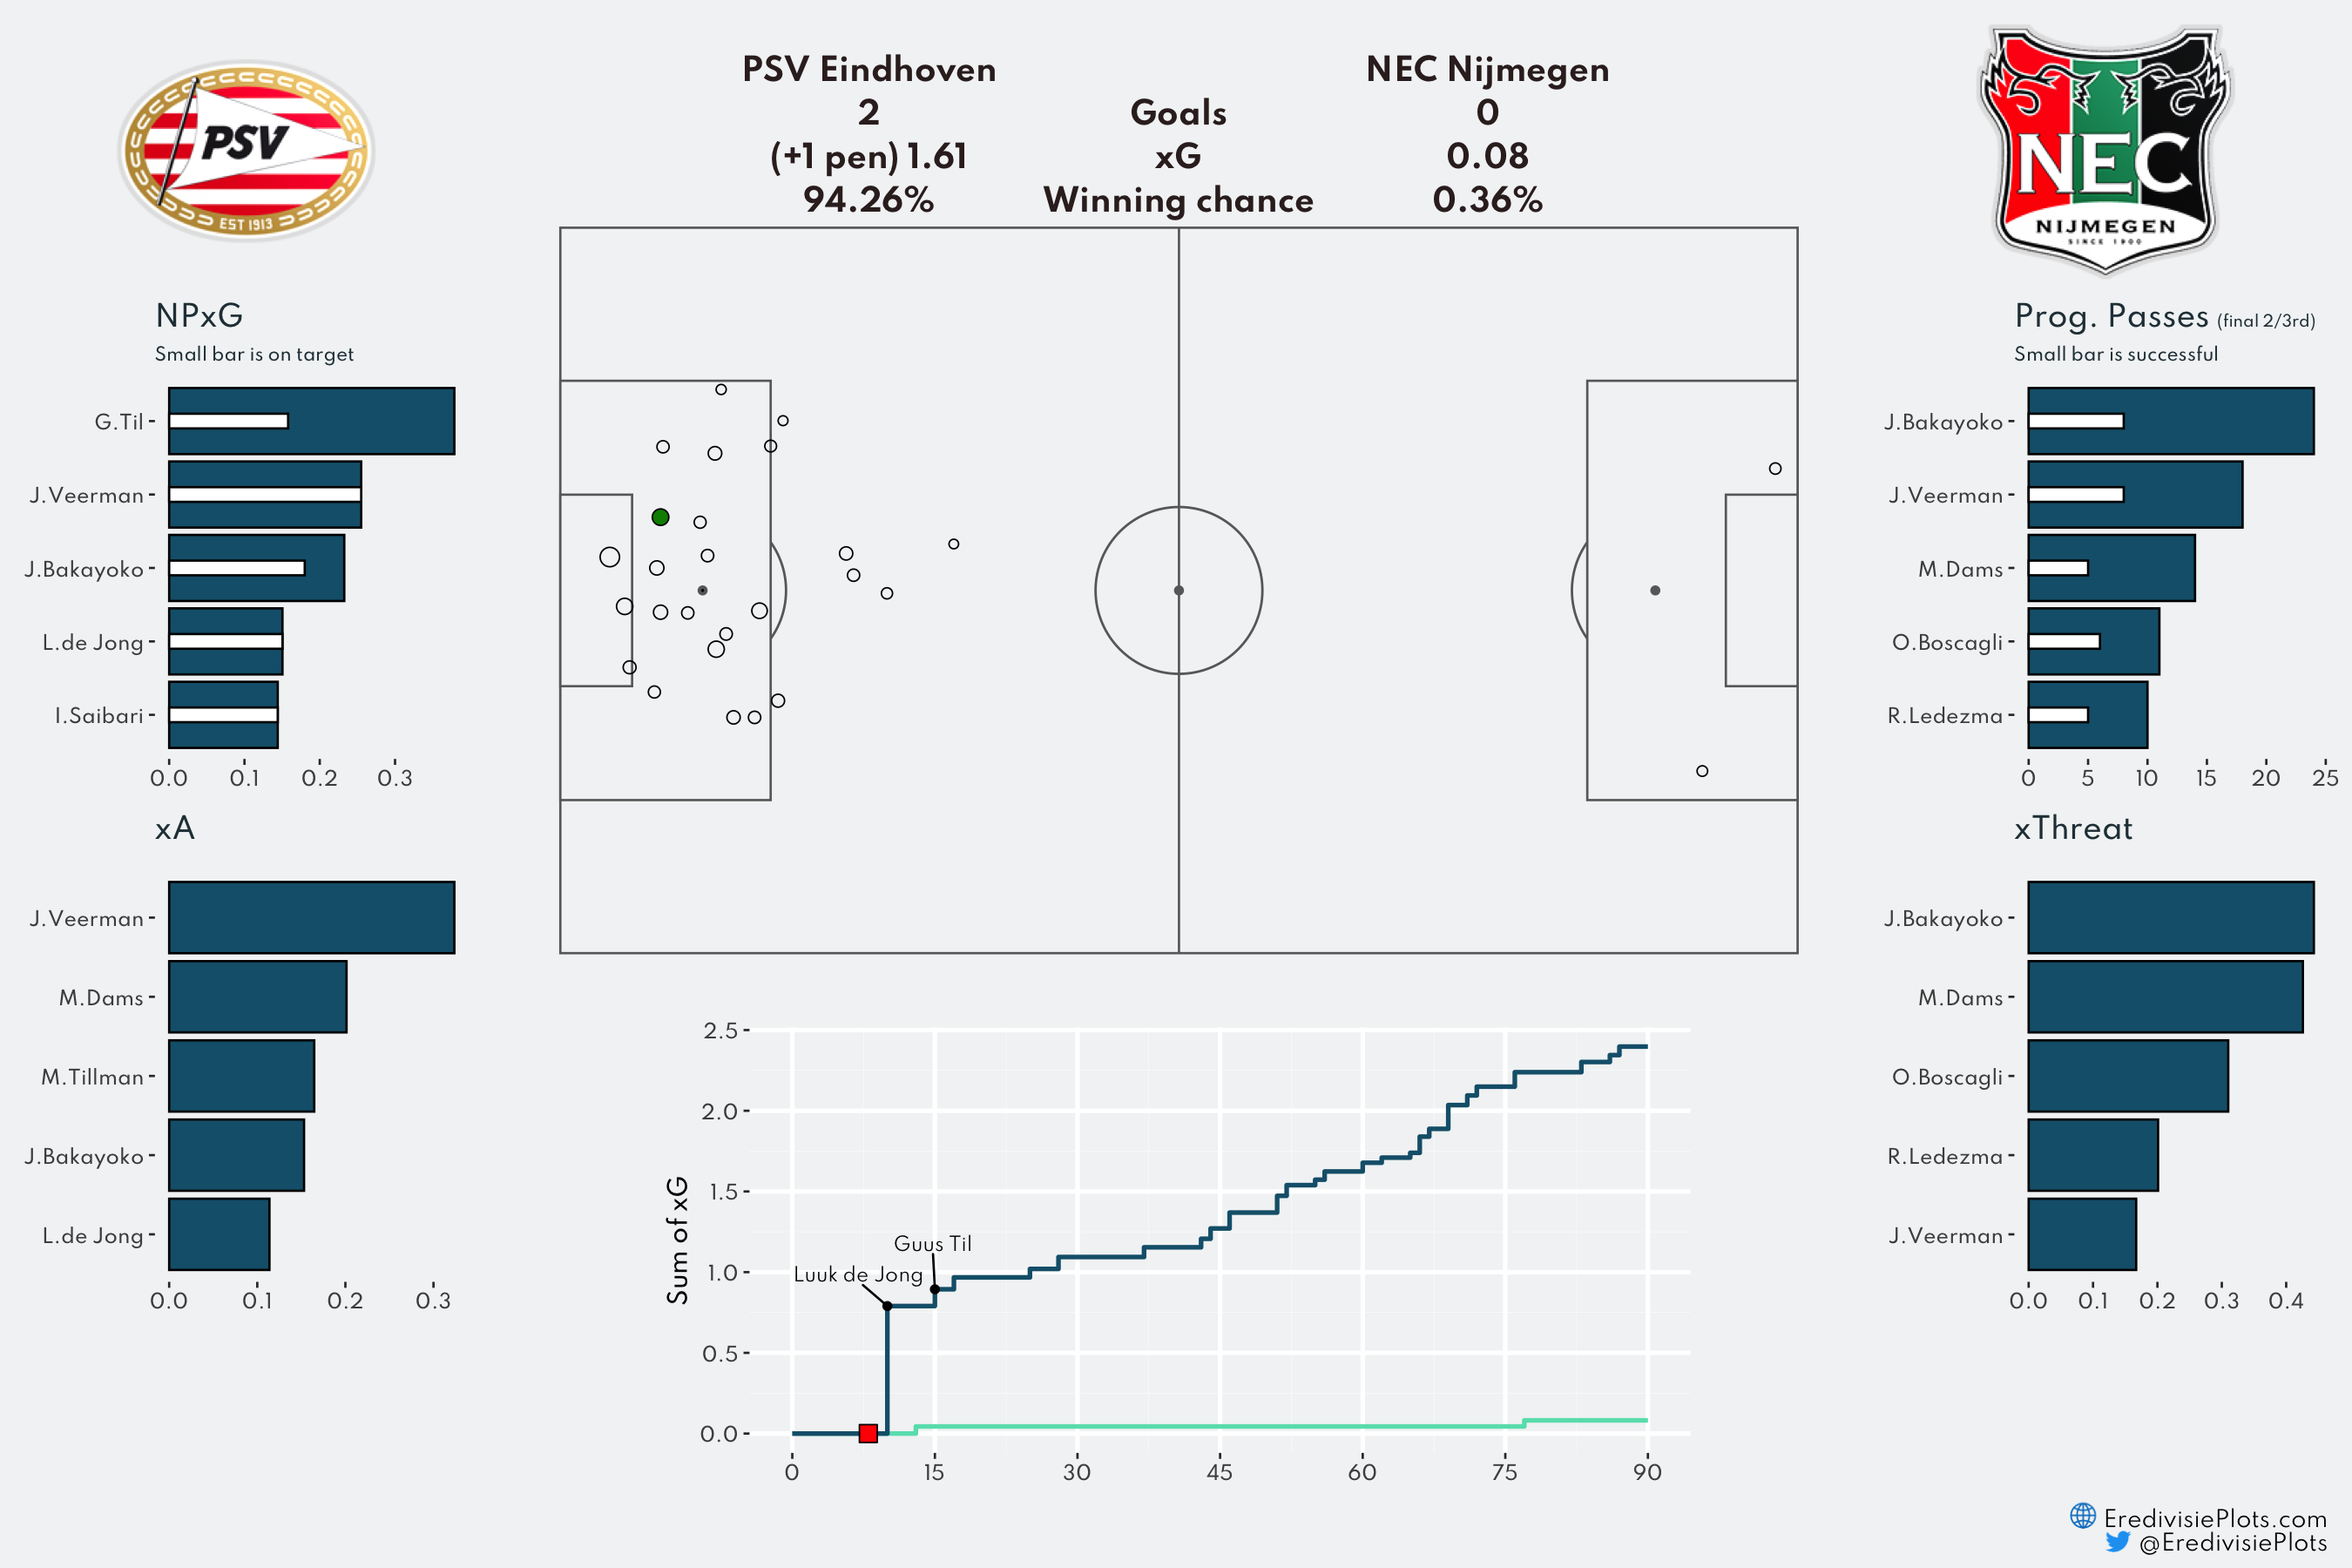 PSV Eindhoven
NEC Nijmegen
2 Goals 0
(+1 pen) 1.61 xG 0.08
94.26% Winning chance 0.36%
PSV
EST 1913
NEC
NIJMEGEN
SINCE 1900
NPxG
Small bar is on target
G.Til
J.Veerman
J.Bakayoko
L.de Jong
I.Saibari
0.0 0.1 0.2 0.3
xA
J.Veerman
M.Dams
M.Tillman
J.Bakayoko
L.de Jong
0.0 0.1 0.2 0.3
Sum of xG
2.5
2.0
1.5
1.0
0.5
0.0
Guus Til
Luuk de Jong
0 15 30 45 60 75 90
Prog. Passes (final 2/3rd)
Small bar is successful
J.Bakayoko
J.Veerman
M.Dams
O.Boscagli
R.Ledezma
0 5 10 15 20 25
xThreat
J.Bakayoko
M.Dams
O.Boscagli
R.Ledezma
J.Veerman
0.0 0.1 0.2 0.3 0.4
EredivisiePlots.com
@EredivisiePlots